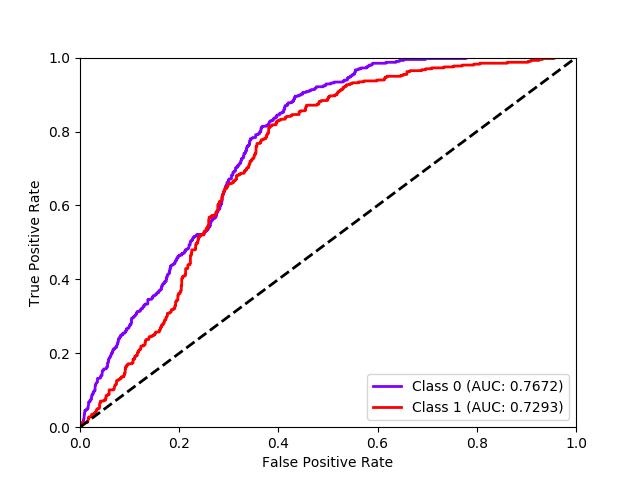 1.0
0.8
0.6
0.4
0.2
0.0
True Positive Rate
0.0 0.2 0.4 0.6 0.8 1.0
False Positive Rate
Class 0 (AUC: 0.7672)
Class 1 (AUC: 0.7293)